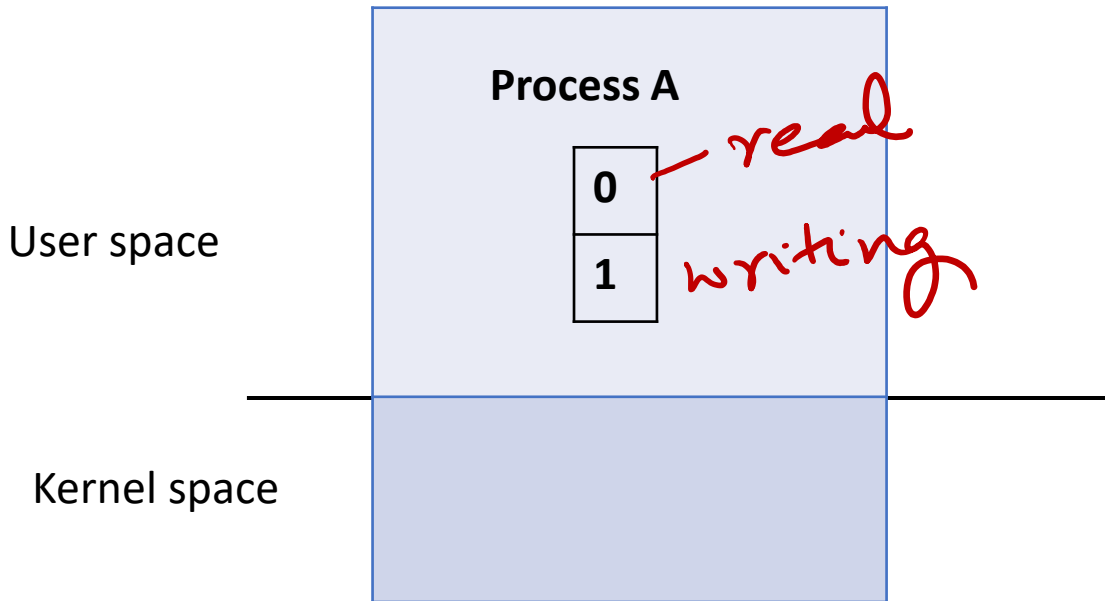 Process A
0 read
User space
1 writing
Kernel space